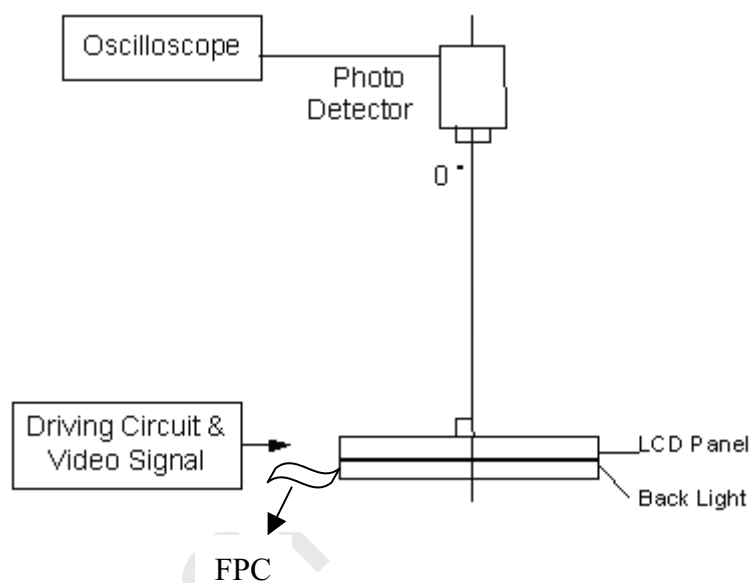 Oscilloscope
Photo
Detector
0°
Driving Circuit &
Video Signal
LCD Panel
Back Light
FPC